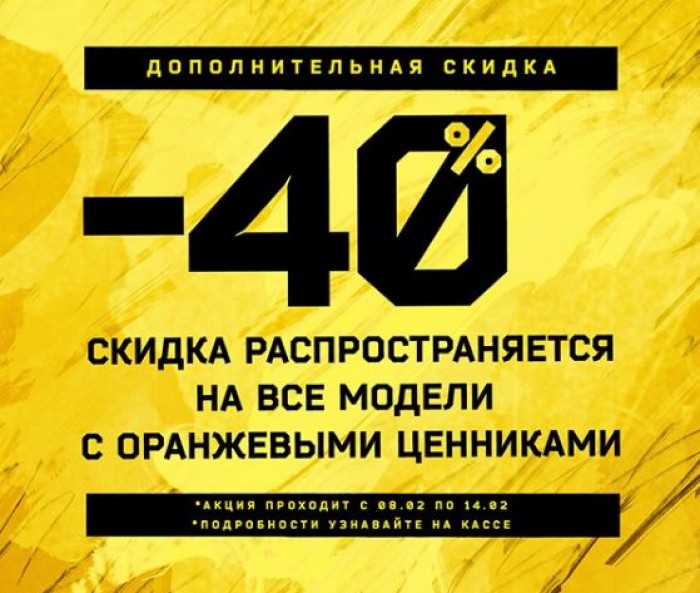 ДОПОЛНИТЕЛЬНАЯ СКИДКА
-40%
СКИДКА РАСПРОСТРАНЯЕТСЯ
НА ВСЕ МОДЕЛИ
С ОРАНЖЕВЫМИ ЦЕННИКАМИ
*АКЦИЯ ПРОХОДИТ С 08.02 ПО 14.02
*ПОДРОБНОСТИ УЗНАВАЙТЕ НА КАССЕ